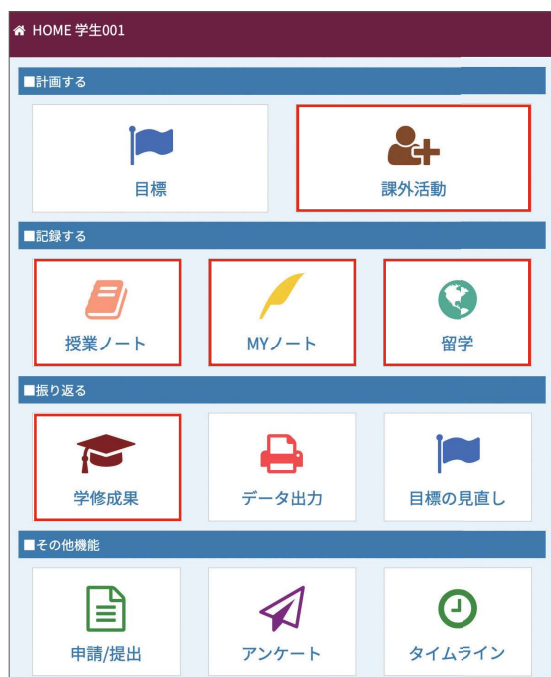 HOME 学生001
■計画する
目標
課外活動
■記録する
授業ノート
MYノート
留学
■振り返る
学修成果
データ出力
目標の見直し
■その他機能
申請/提出
アンケート
タイムライン